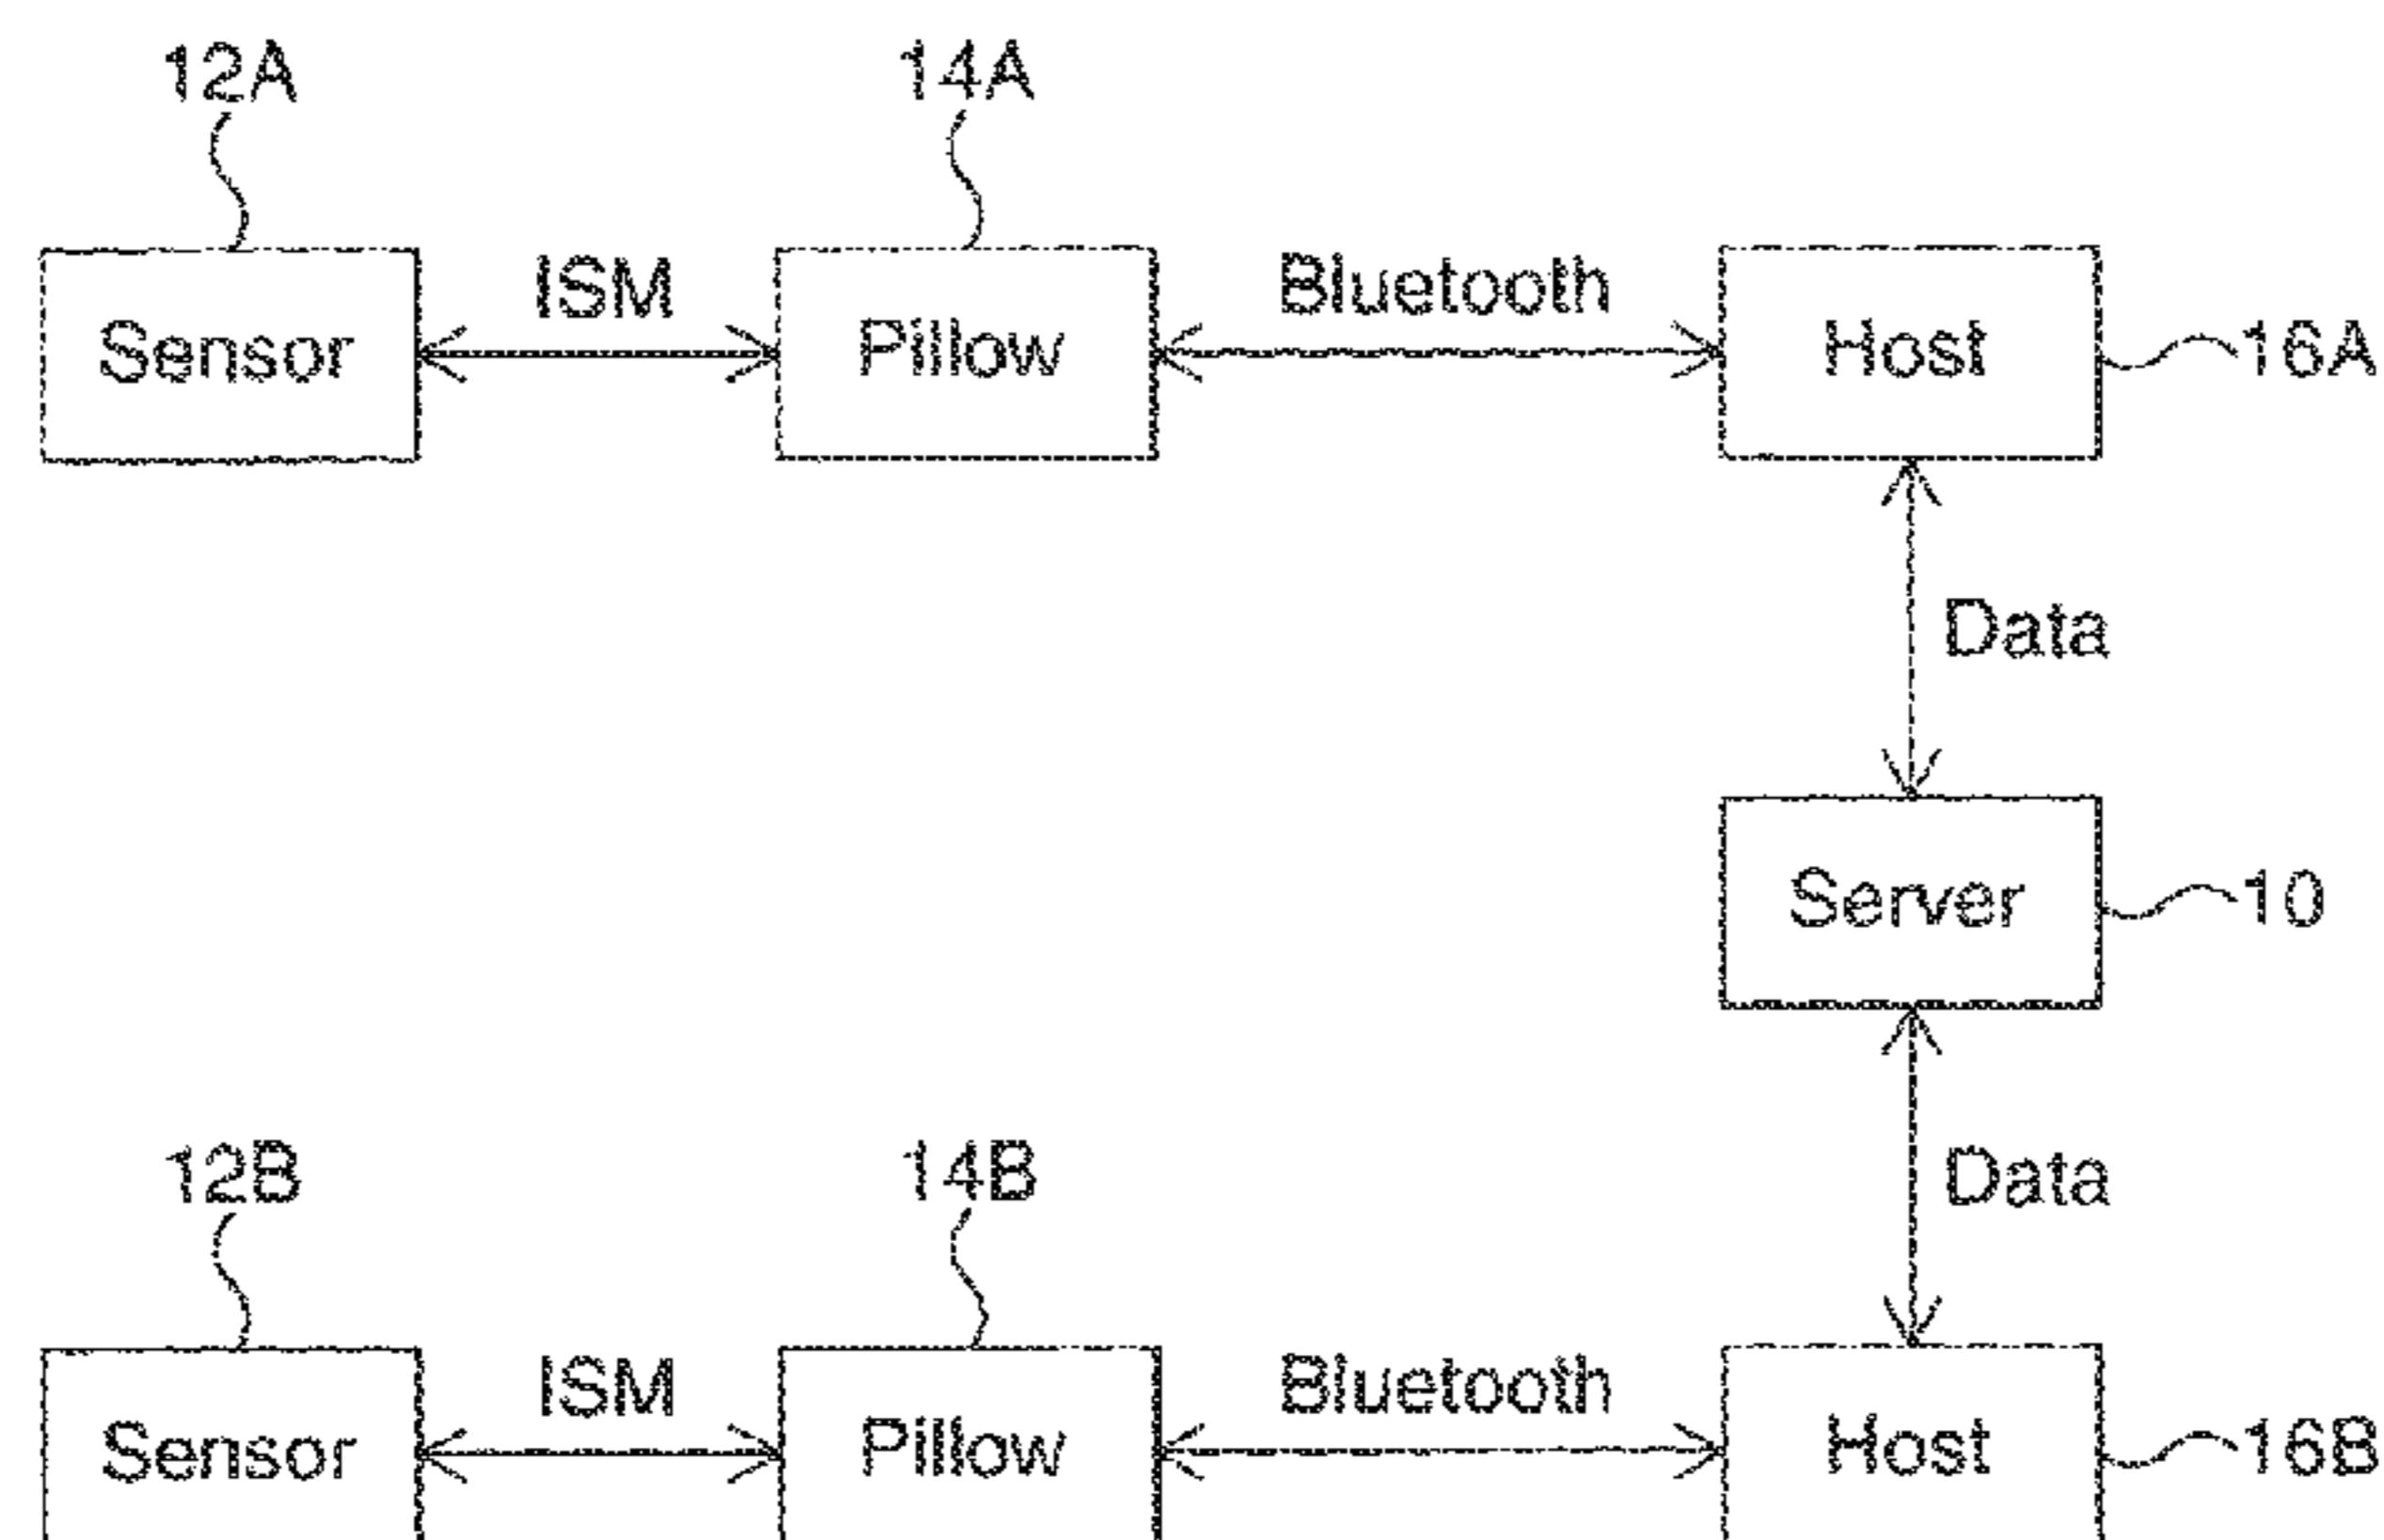 12A
14A
ISM
Bluetooth
Sensor
Pillow
Host
16A
Data
Server
10
Data
12B
14B
ISM
Bluetooth
Sensor
Pillow
Host
16B